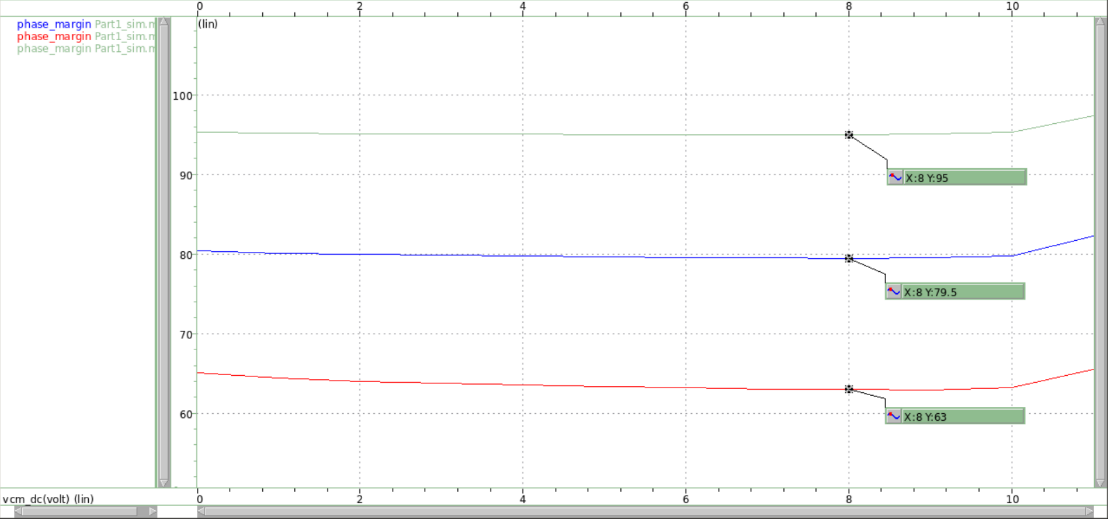 0 2 4 6 8 10
phase_margin Part1_sim.m
phase_margin Part1_sim.m
phase_margin Part1_sim.m
(lin)
100
90
80
70
60
X:8 Y:95
X:8 Y:79.5
X:8 Y:63
vcm_dc(volt) (lin)
0 2 4 6 8 10